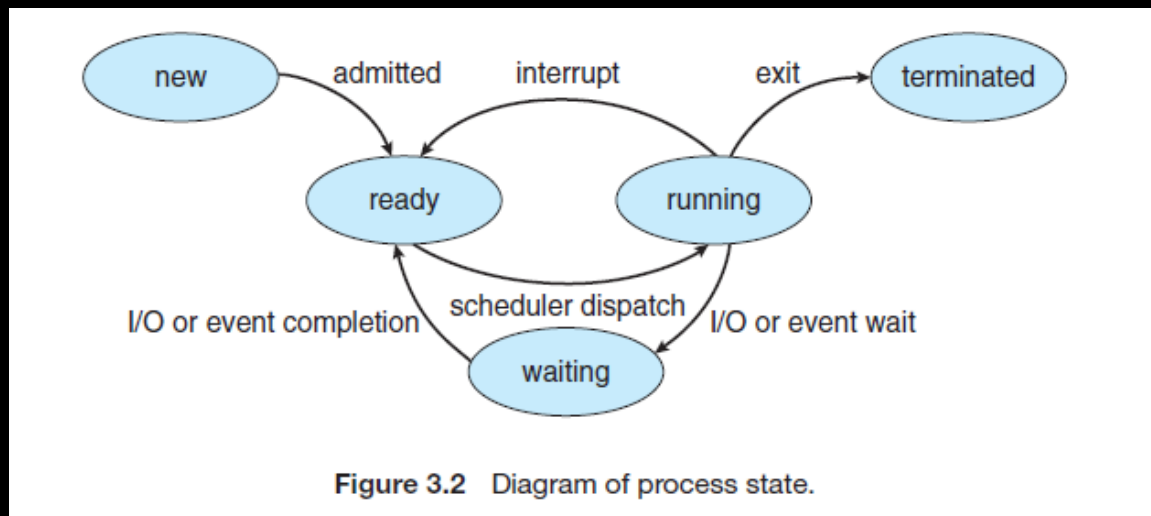 new
admitted
interrupt
exit
terminated
ready
running
scheduler dispatch
I/O or event completion
I/O or event wait
waiting
Figure 3.2 Diagram of process state.